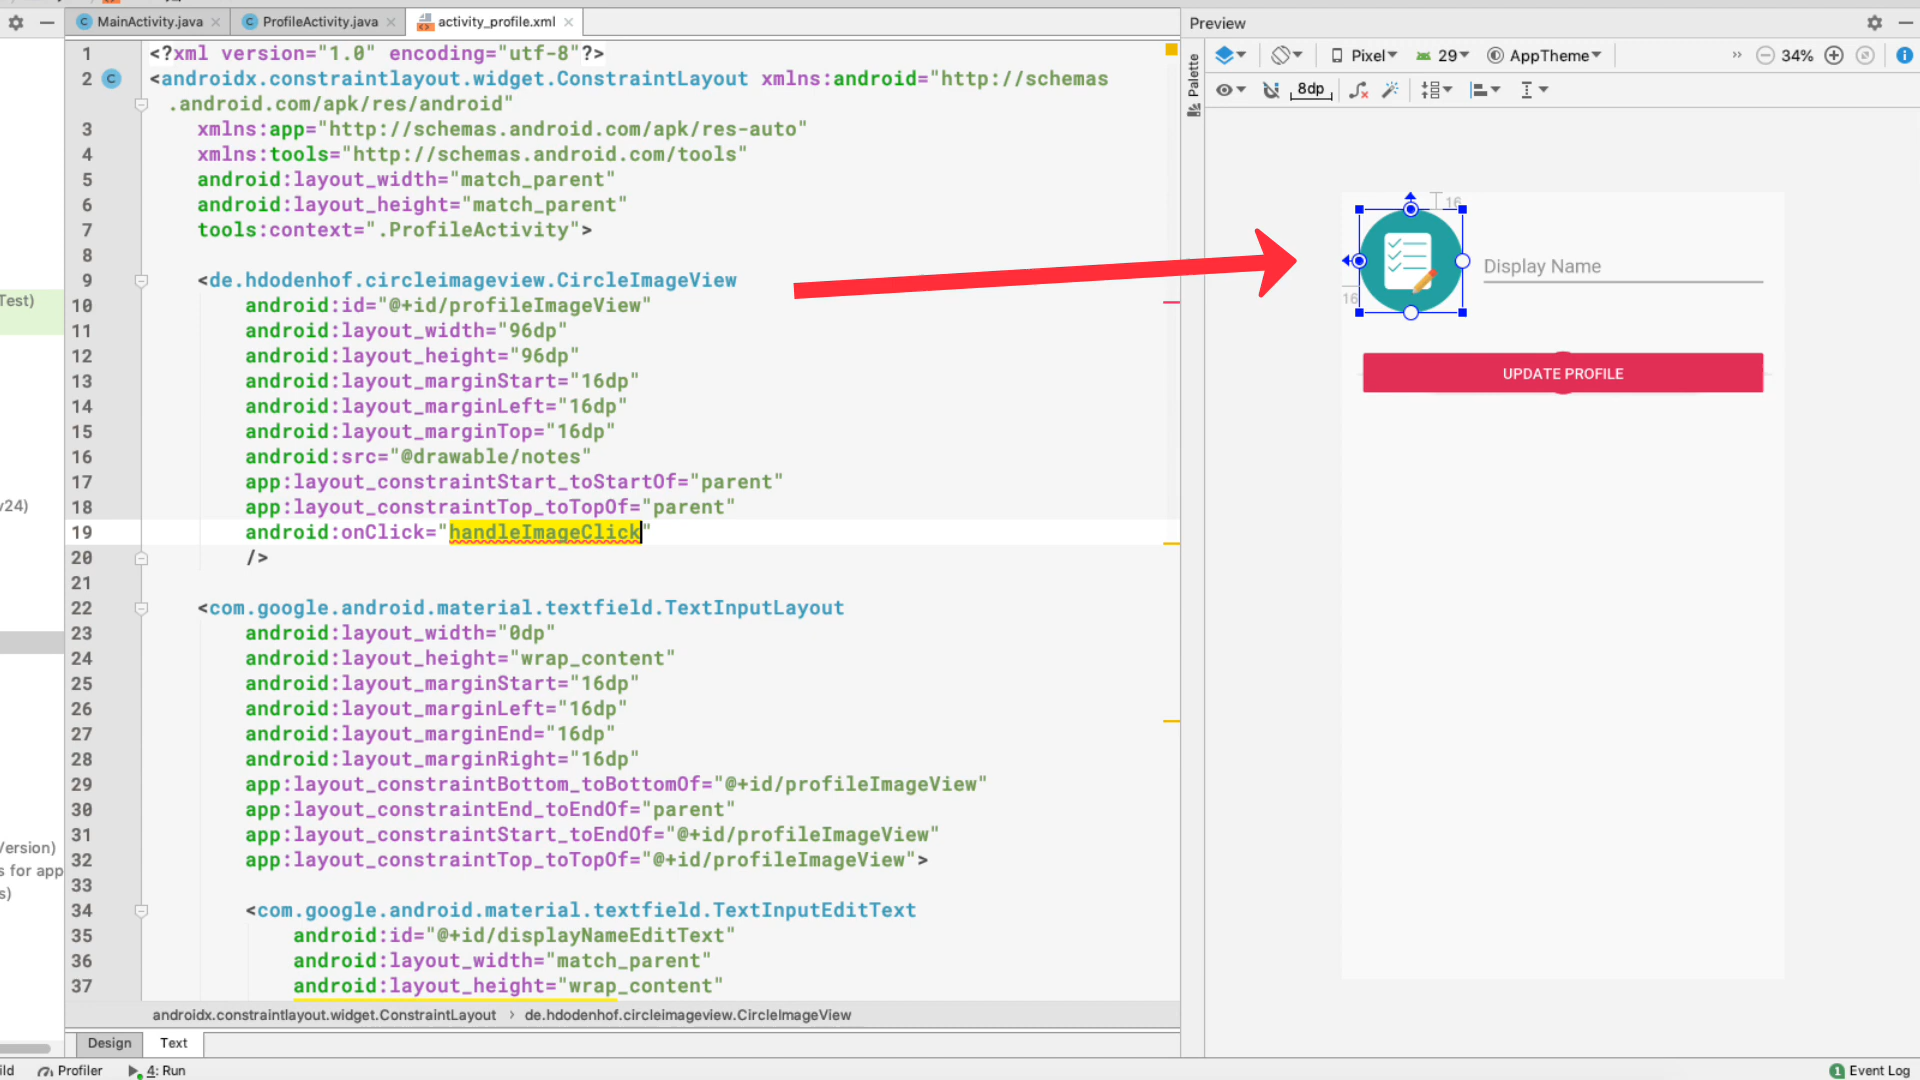 MainActivity.java
ProfileActivity.java
activity_profile.xml
Preview
1 <?xml version="1.0" encoding="utf-8"?>
2 <androidx.constraintlayout.widget.ConstraintLayout xmlns:android="http://schemas
.android.com/apk/res/android"
3 xmlns:app="http://schemas.android.com/apk/res-auto"
4 xmlns:tools="http://schemas.android.com/tools"
5 android:layout_width="match_parent"
6 android:layout_height="match_parent"
7 tools:context=".ProfileActivity">
8
9 <de.hdodenhof.circleimageview.CircleImageView
10 android:id="@+id/profileImageView"
11 android:layout_width="96dp"
12 android:layout_height="96dp"
13 android:layout_marginStart="16dp"
14 android:layout_marginLeft="16dp"
15 android:layout_marginTop="16dp"
16 android:src="@drawable/notes"
17 app:layout_constraintStart_toStartOf="parent"
18 app:layout_constraintTop_toTopOf="parent"
19 android:onClick="handleImageClick"
20 />
21
22 <com.google.android.material.textfield.TextInputLayout
23 android:layout_width="0dp"
24 android:layout_height="wrap_content"
25 android:layout_marginStart="16dp"
26 android:layout_marginLeft="16dp"
27 android:layout_marginEnd="16dp"
28 android:layout_marginRight="16dp"
29 app:layout_constraintBottom_toBottomOf="@+id/profileImageView"
30 app:layout_constraintEnd_toEndOf="parent"
31 app:layout_constraintStart_toEndOf="@+id/profileImageView"
32 app:layout_constraintTop_toTopOf="@+id/profileImageView">
33
34 <com.google.android.material.textfield.TextInputEditText
35 android:id="@+id/displayNameEditText"
36 android:layout_width="match_parent"
37 android:layout_height="wrap_content"
Test)
v24)
/ersion)
s for app
s)
Palette
Pixel
29
AppTheme
»
34%
8dp
16
16
Display Name
UPDATE PROFILE
androidx.constraintlayout.widget.ConstraintLayout › de.hdodenhof.circleimageview.CircleImageView
Design
Text
ild
Profiler
4: Run
1 Event Log